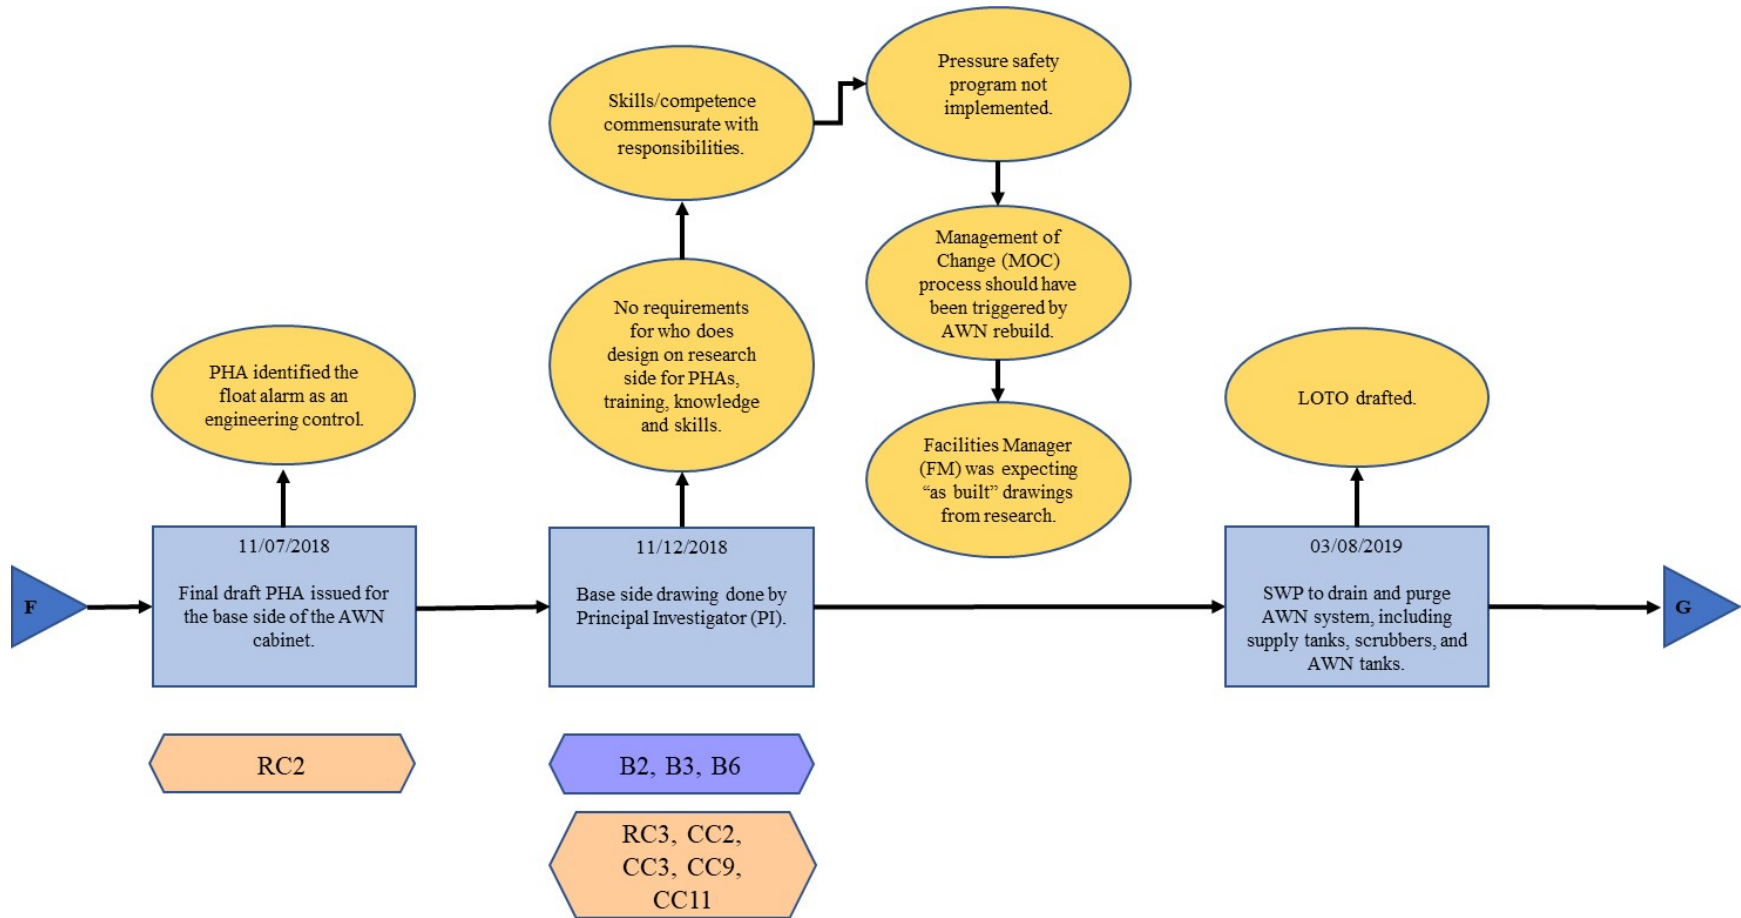 Pressure safety
program not
implemented.
Skills/competence
commensurate with
responsibilities.
Management of
Change (MOC)
process should have
been triggered by
AWN rebuild.
No requirements
for who does
design on research
side for PHAs,
training, knowledge
and skills.
PHA identified the
float alarm as an
engineering control.
LOTO drafted.
Facilities Manager
(FM) was expecting
“as built” drawings
from research.
F
11/07/2018
Final draft PHA issued for
the base side of the AWN
cabinet.
11/12/2018
Base side drawing done by
Principal Investigator (PI).
03/08/2019
SWP to drain and purge
AWN system, including
supply tanks, scrubbers, and
AWN tanks.
G
RC2
B2, B3, B6
RC3, CC2,
CC3, CC9,
CC11